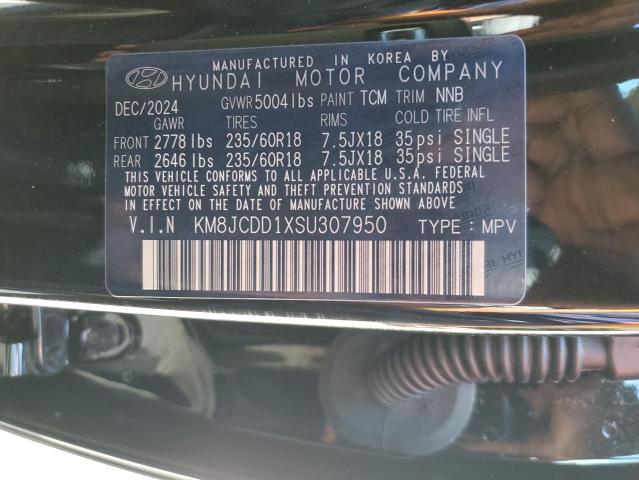 MANUFACTURED IN KOREA BY
HYUNDAI MOTOR COMPANY
DEC/2024 GVWR 5004 lbs PAINT TCM TRIM NNB
GAWR TIRES RIMS COLD TIRE INFL
FRONT 2778 lbs 235/60R18 7.5JX18 35 psi SINGLE
REAR 2646 lbs 235/60R18 7.5JX18 35 psi SINGLE
THIS VEHICLE CONFORMS TO ALL APPLICABLE U.S.A. FEDERAL
MOTOR VEHICLE SAFETY AND THEFT PREVENTION STANDARDS
IN EFFECT ON THE DATE OF MANUFACTURE SHOWN ABOVE
V.I.N KM8JCDD1XSU307950 TYPE : MPV